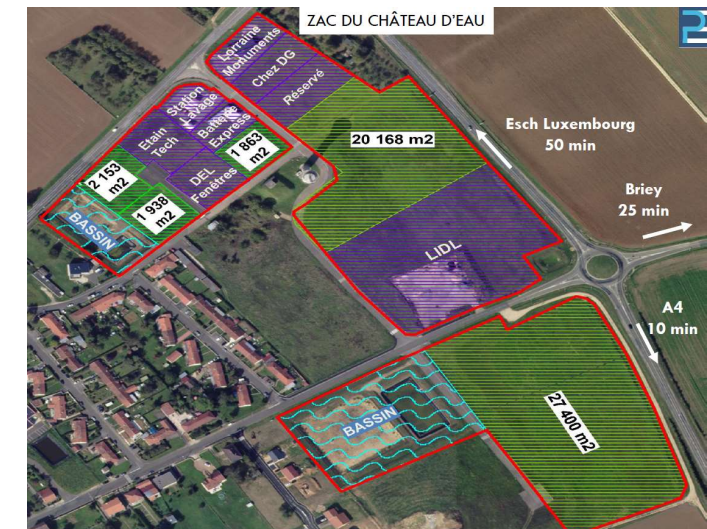 ZAC DU CHÂTEAU D'EAU
Lorraine
Monuments
Chez DG
Réservé
Station
Lavage
Batterie
Express
Etain
Tech
DEL
Fenêtres
1 863
m2
2 153
m2
1 938
m2
BASSIN
20 168 m2
LIDL
Esch Luxembourg
50 min
Briey
25 min
A4
10 min
BASSIN
27 400 m2